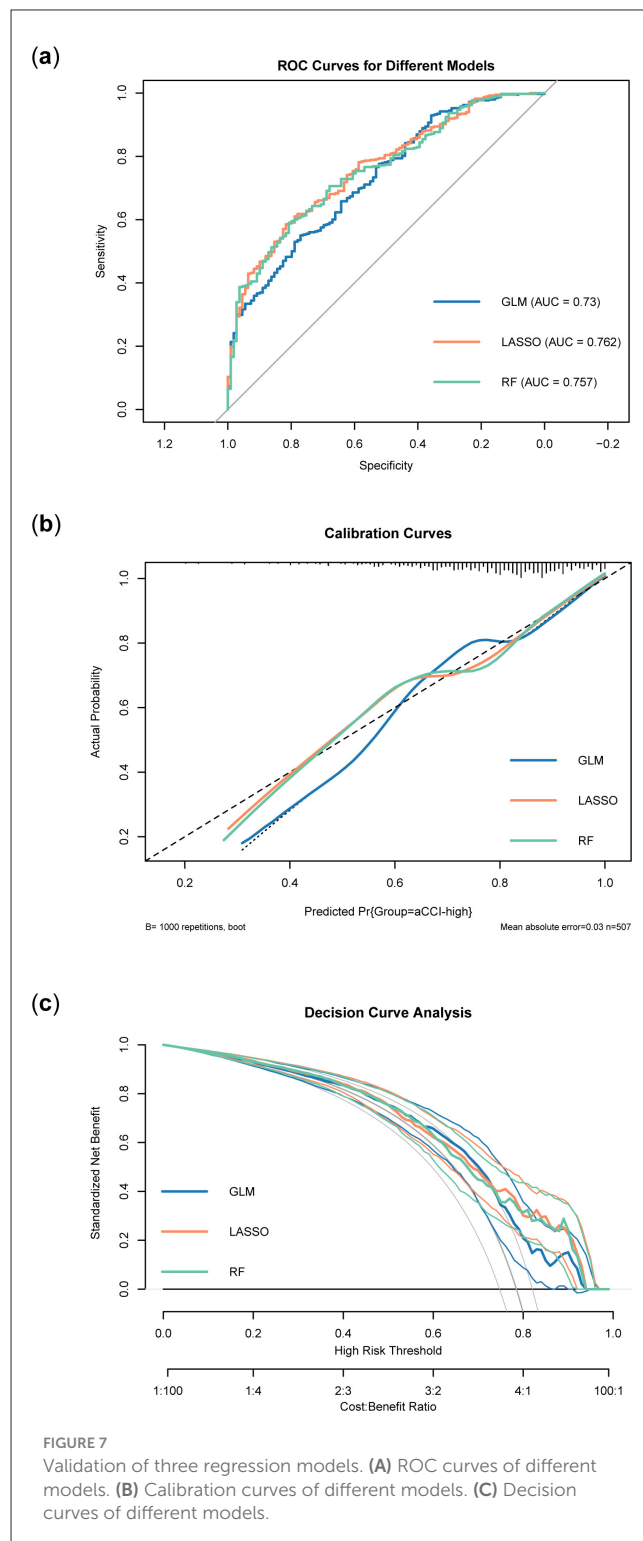 (a)
ROC Curves for Different Models
1.0
0.8
0.6
0.4
0.2
0.0
Sensitivity
GLM (AUC = 0.73)
LASSO (AUC = 0.762)
RF (AUC = 0.757)
1.2 1.0 0.8 0.6 0.4 0.2 0.0 −0.2
Specificity
(b)
Calibration Curves
1.0
0.8
0.6
0.4
0.2
Actual Probability
GLM
LASSO
RF
0.2 0.4 0.6 0.8 1.0
Predicted Pr{Group=aCCI-high}
B= 1000 repetitions, boot Mean absolute error=0.03 n=507
(c)
Decision Curve Analysis
1.0
0.8
0.6
0.4
0.2
0.0
Standardized Net Benefit
GLM
LASSO
RF
0.0 0.2 0.4 0.6 0.8 1.0
High Risk Threshold
1:100 1:4 2:3 3:2 4:1 100:1
Cost:Benefit Ratio
FIGURE 7
Validation of three regression models. (A) ROC curves of different
models. (B) Calibration curves of different models. (C) Decision
curves of different models.